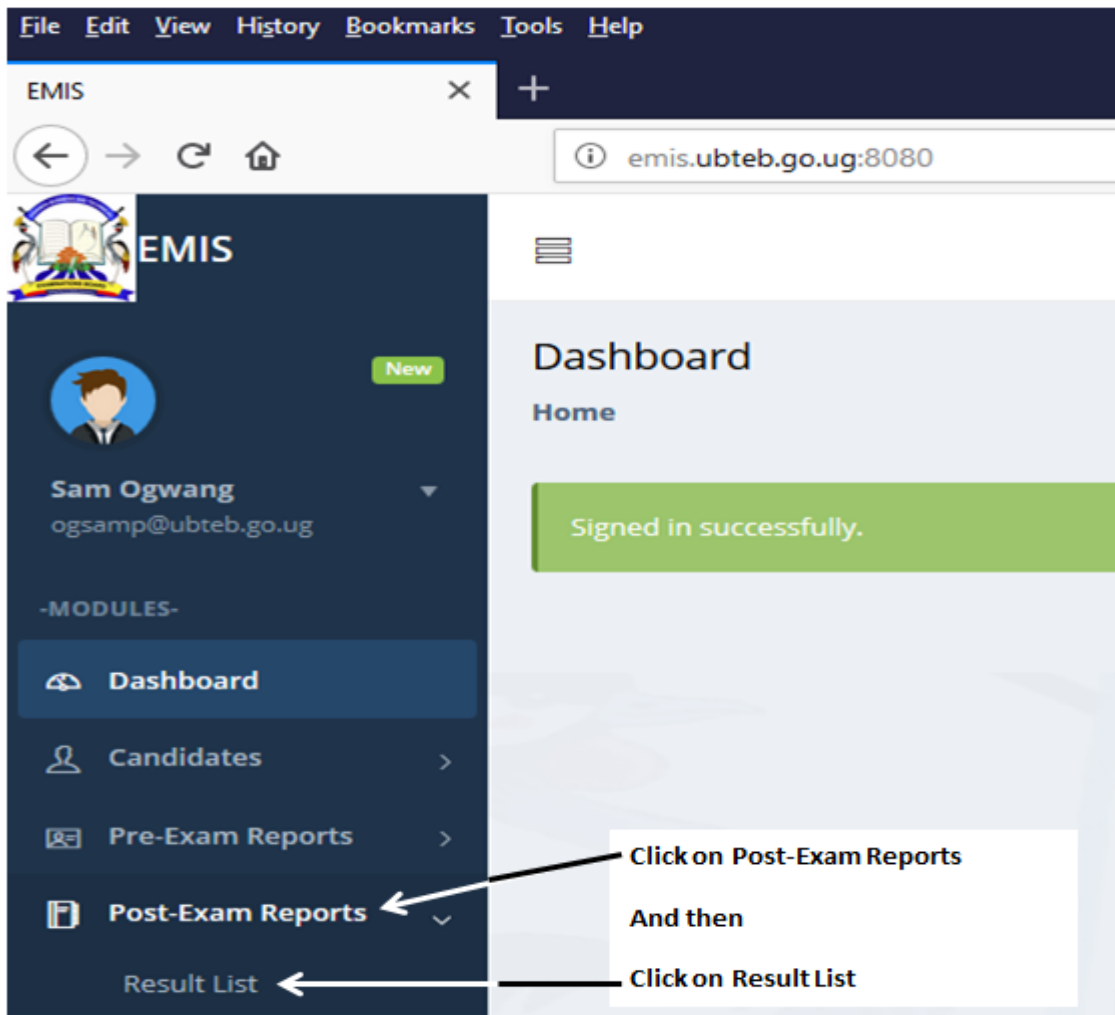 File Edit View History Bookmarks Tools Help
EMIS
emis.ubteb.go.ug:8080
EMIS
New
Sam Ogwang
ogsamp@ubteb.go.ug
-MODULES-
Dashboard
Candidates
Pre-Exam Reports
Post-Exam Reports
Result List
Dashboard
Home
Signed in successfully.
Click on Post-Exam Reports
And then
Click on Result List